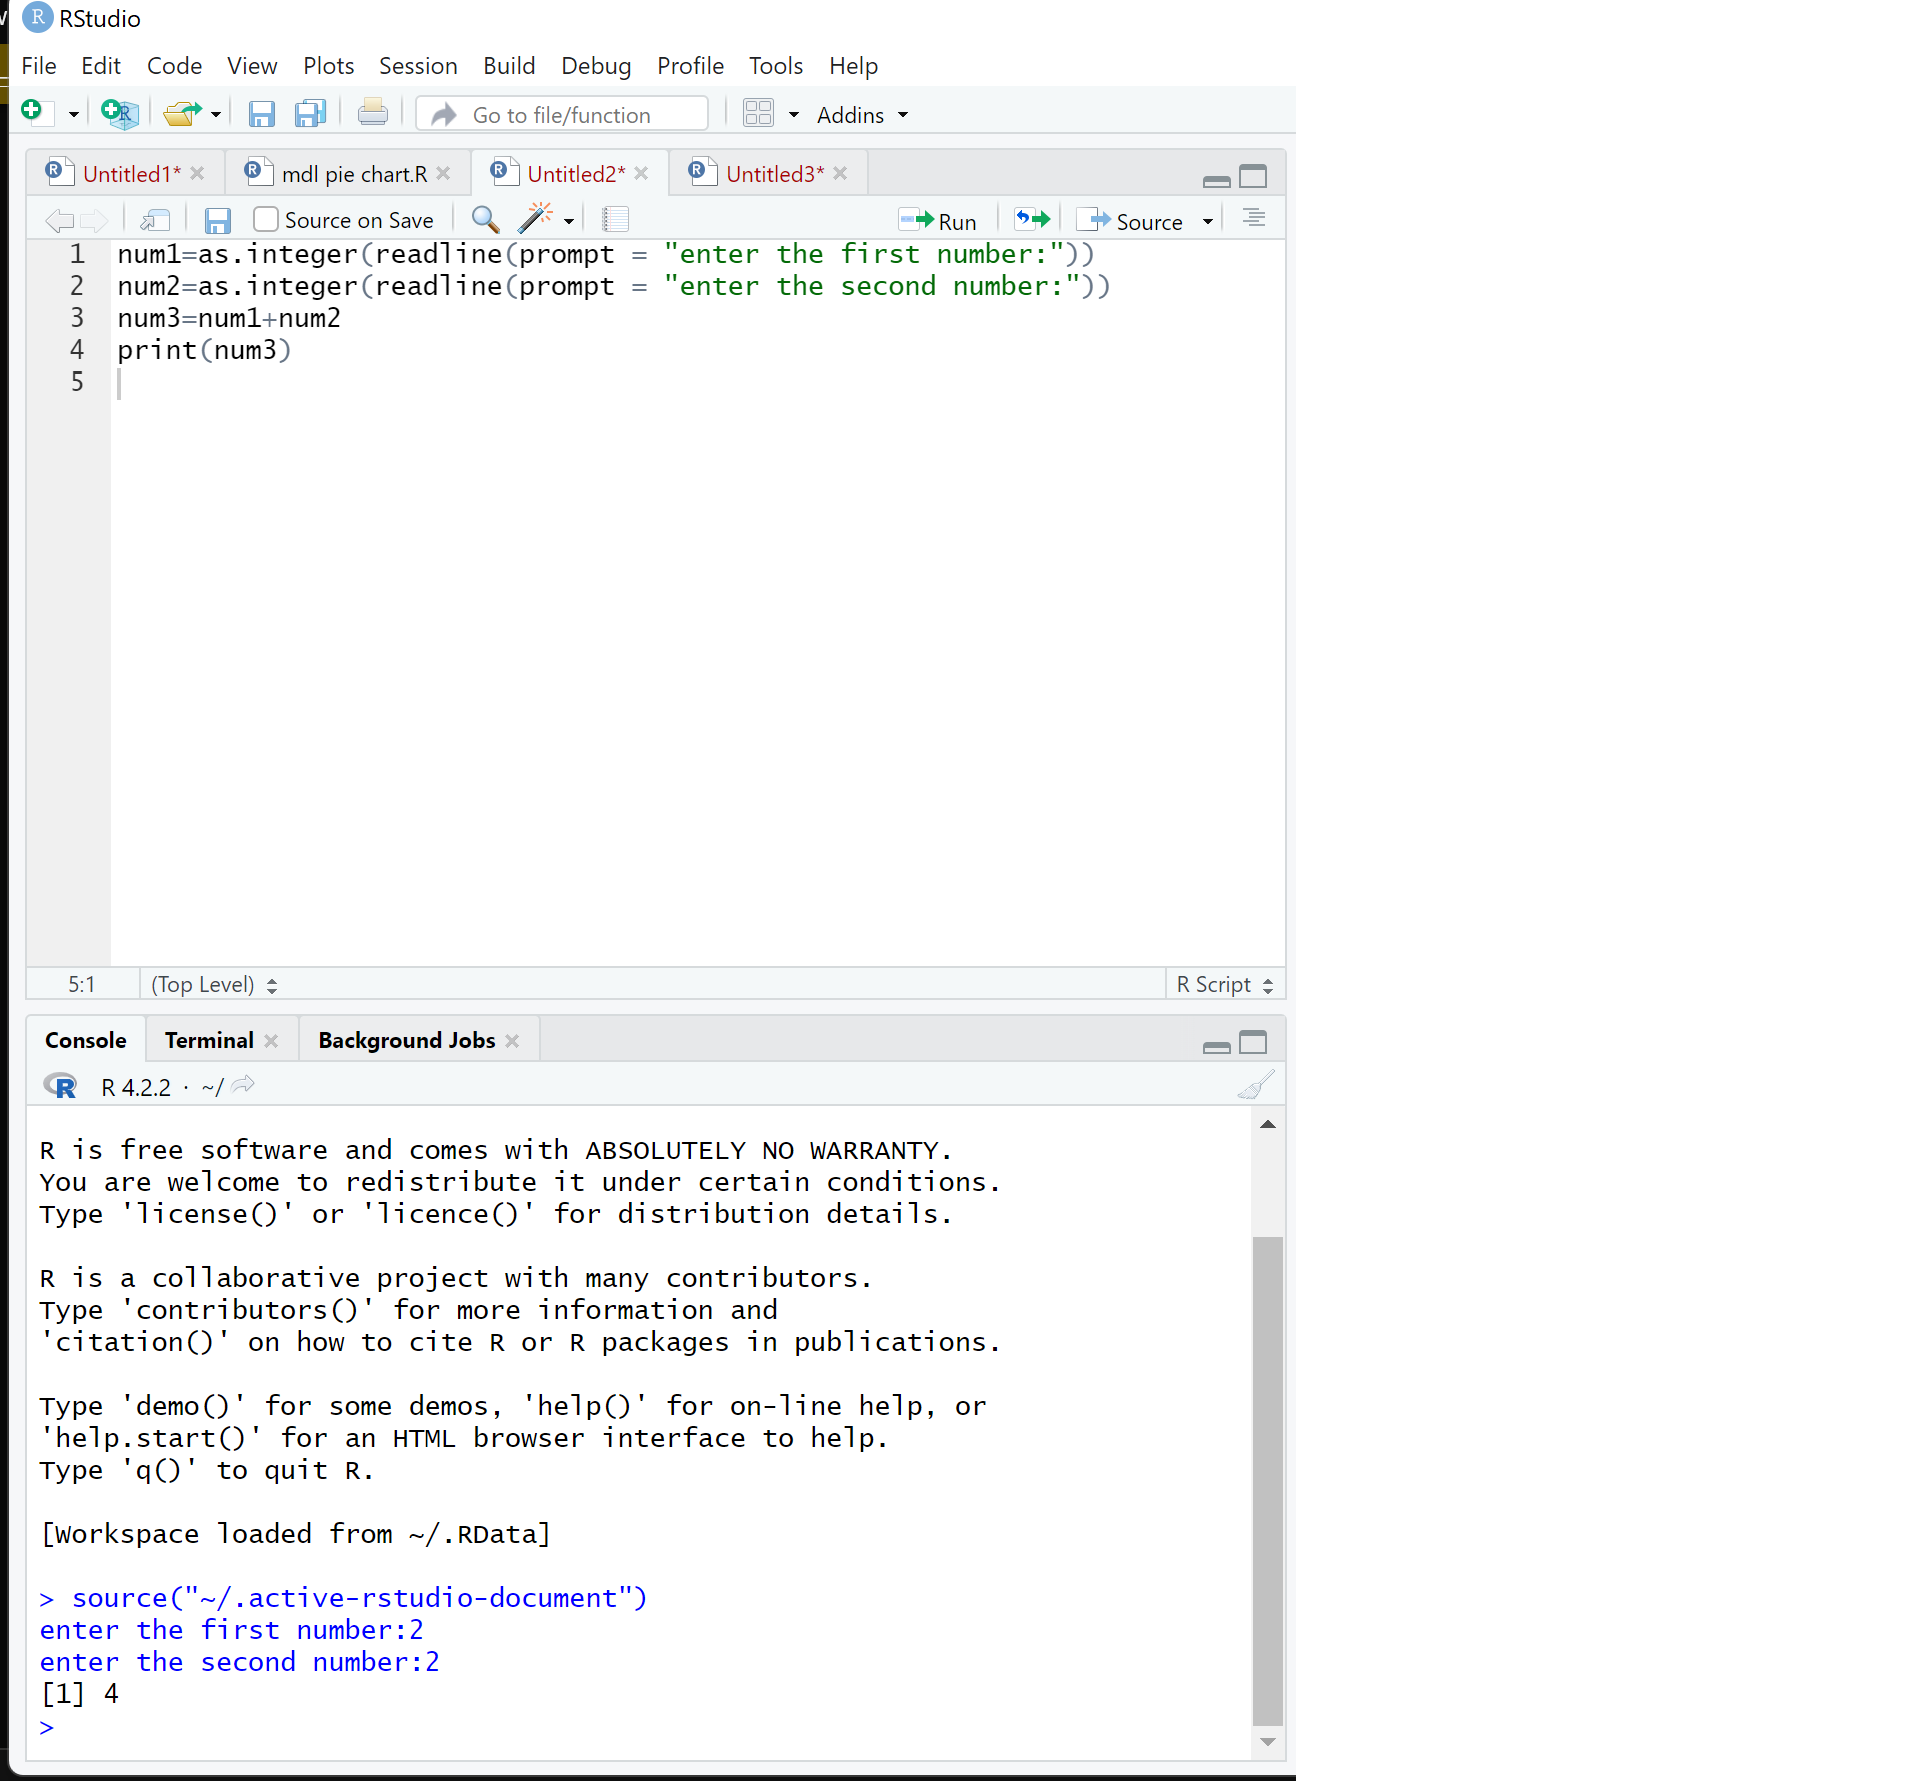 RStudio
File Edit Code View Plots Session Build Debug Profile Tools Help
Go to file/function Addins
Untitled1* mdl pie chart.R Untitled2* Untitled3*
Source on Save Run Source
1 num1=as.integer(readline(prompt = "enter the first number:"))
2 num2=as.integer(readline(prompt = "enter the second number:"))
3 num3=num1+num2
4 print(num3)
5
5:1 (Top Level) R Script
Console Terminal Background Jobs
R 4.2.2 · ~/
R is free software and comes with ABSOLUTELY NO WARRANTY.
You are welcome to redistribute it under certain conditions.
Type 'license()' or 'licence()' for distribution details.
R is a collaborative project with many contributors.
Type 'contributors()' for more information and
'citation()' on how to cite R or R packages in publications.
Type 'demo()' for some demos, 'help()' for on-line help, or
'help.start()' for an HTML browser interface to help.
Type 'q()' to quit R.
[Workspace loaded from ~/.RData]
> source("~/.active-rstudio-document")
enter the first number:2
enter the second number:2
[1] 4
>